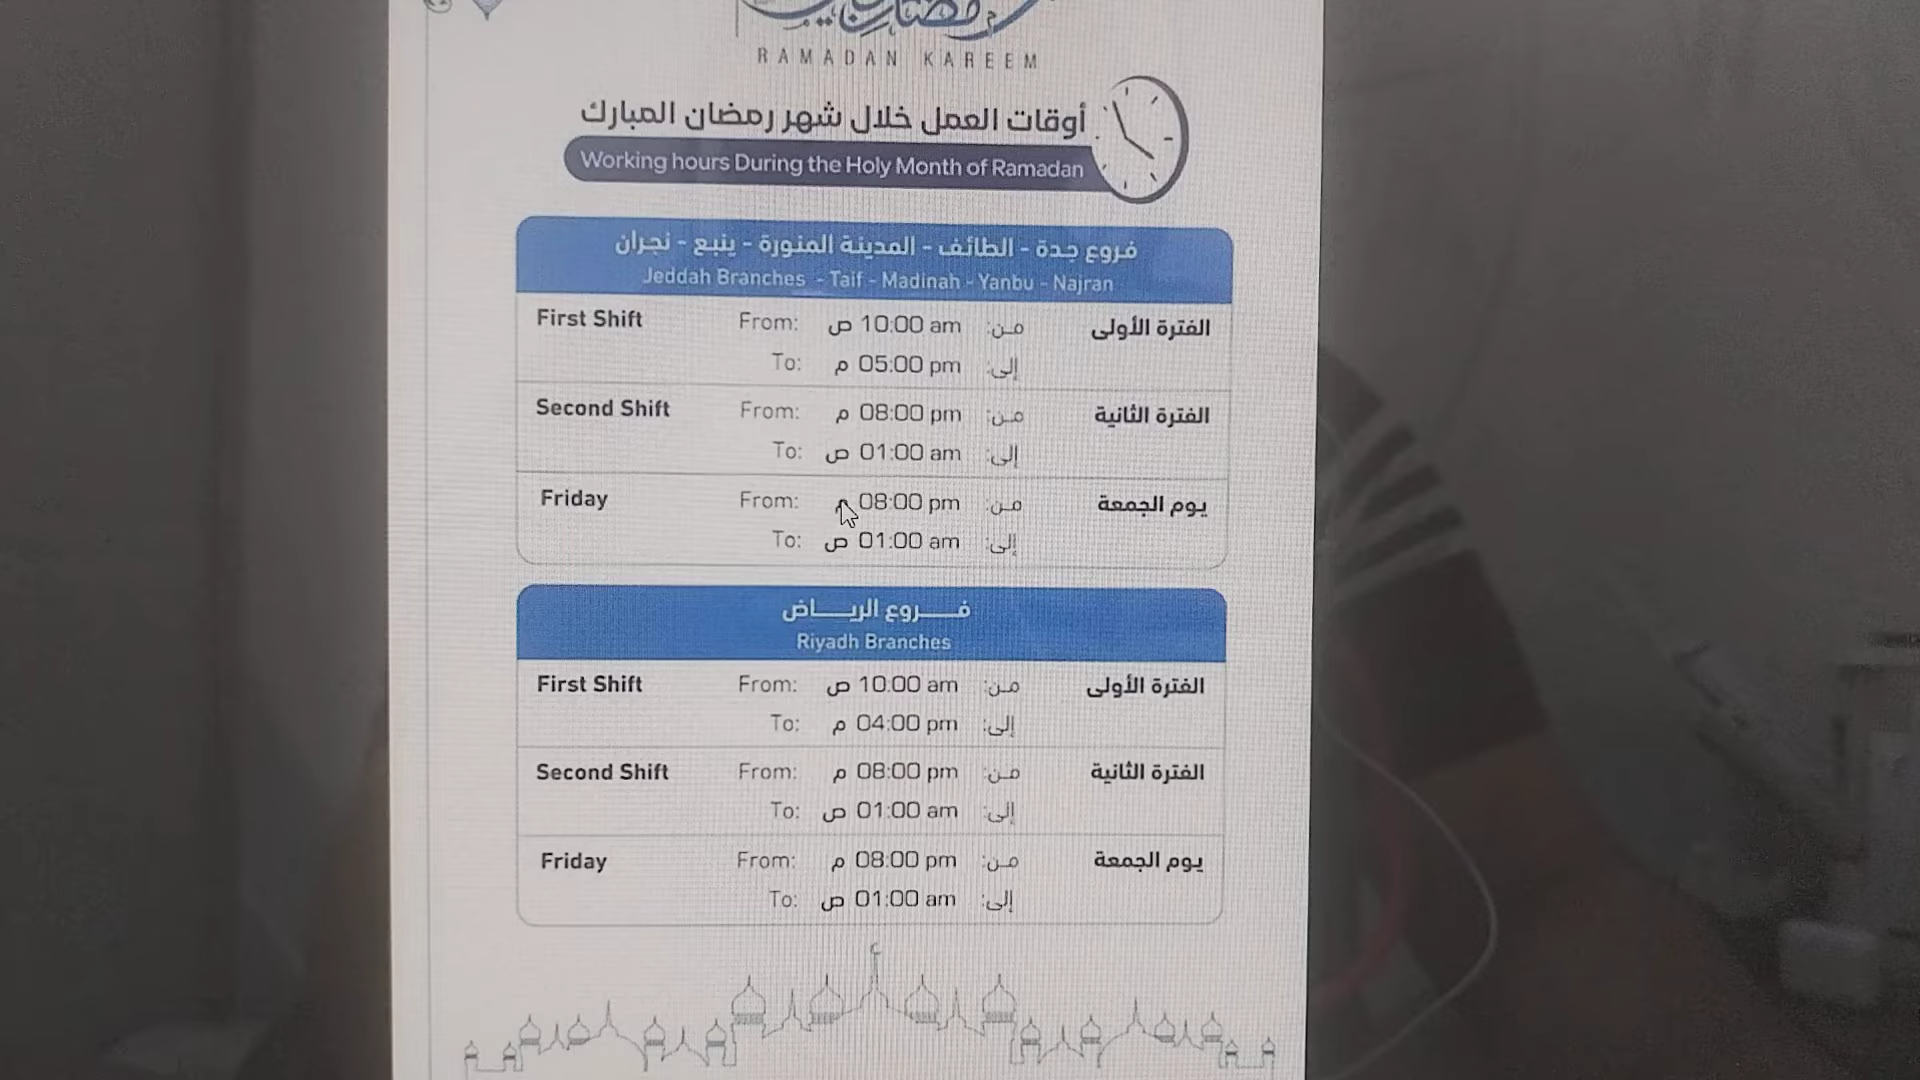 RAMADAN KAREEM
أوقات العمل خلال شهر رمضان المبارك
Working hours During the Holy Month of Ramadan
فروع جدة - الطائف - المدينة المنورة - ينبع - نجران
Jeddah Branches - Taif - Madinah - Yanbu - Najran
First Shift From: ص 10:00 am من: الفترة الأولى
To: م 05:00 pm إلى:
Second Shift From: م 08:00 pm من: الفترة الثانية
To: ص 01:00 am إلى:
Friday From: م 08:00 pm من: يوم الجمعة
To: ص 01:00 am إلى:
فـــروع الريـــاض
Riyadh Branches
First Shift From: ص 10:00 am من: الفترة الأولى
To: م 04:00 pm إلى:
Second Shift From: م 08:00 pm من: الفترة الثانية
To: ص 01:00 am إلى:
Friday From: م 08:00 pm من: يوم الجمعة
To: ص 01:00 am إلى: